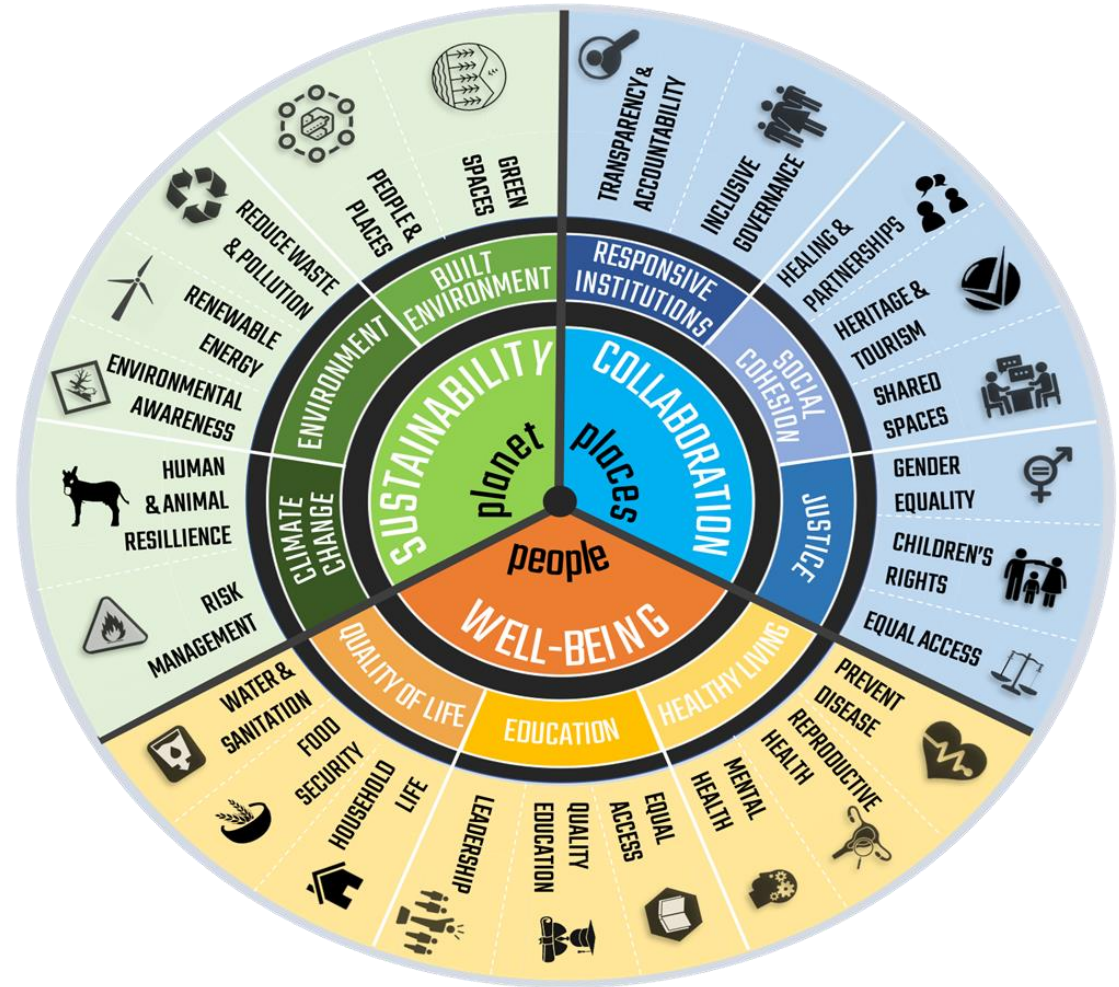 SUSTAINABILITY
planet
COLLABORATION
places
people
WELL-BEING
BUILT
ENVIRONMENT
RESPONSIVE
INSTITUTIONS
SOCIAL
COHESION
JUSTICE
HEALTHY LIVING
EDUCATION
QUALITY OF LIFE
CLIMATE
CHANGE
ENVIRONMENT
TRANSPARENCY &
ACCOUNTABILITY
INCLUSIVE
GOVERNANCE
HEALING &
PARTNERSHIPS
HERITAGE &
TOURISM
SHARED
SPACES
GENDER
EQUALITY
CHILDREN'S
RIGHTS
EQUAL ACCESS
PREVENT
DISEASE
REPRODUCTIVE
HEALTH
MENTAL
HEALTH
EQUAL
ACCESS
QUALITY
EDUCATION
LEADERSHIP
HOUSEHOLD
LIFE
FOOD
SECURITY
WATER &
SANITATION
RISK
MANAGEMENT
HUMAN
& ANIMAL
RESILLIENCE
ENVIRONMENTAL
AWARENESS
RENEWABLE
ENERGY
REDUCE WASTE
& POLLUTION
PEOPLE &
PLACES
GREEN
SPACES